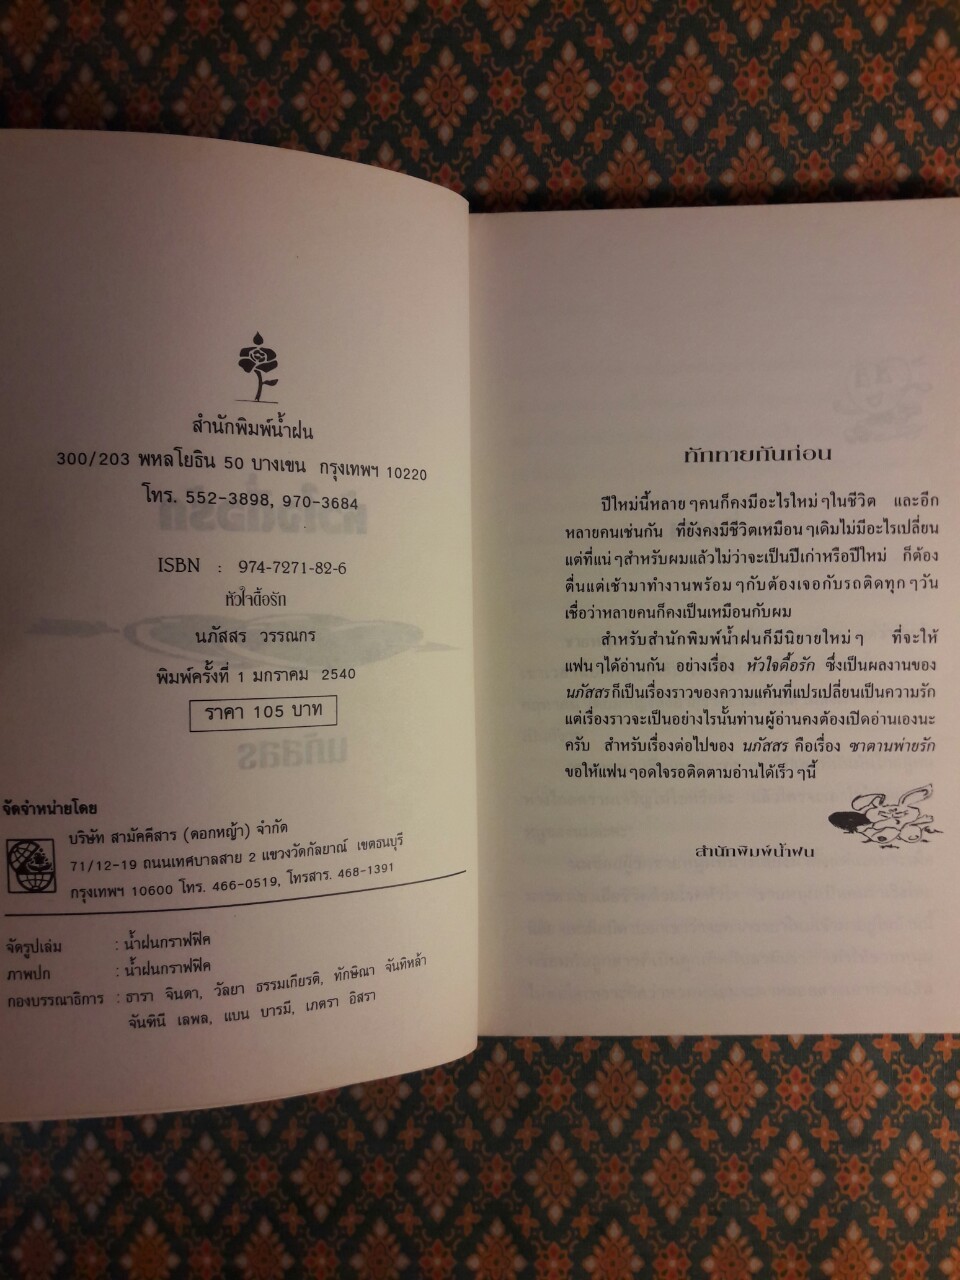 สำนักพิมพ์น้ำฝน
300/203 พหลโยธิน 50 บางเขน กรุงเทพฯ 10220
โทร. 552-3898, 970-3684
ISBN : 974-7271-82-6
หัวใจดื้อรัก
นภัสสร วรรณกร
พิมพ์ครั้งที่ 1 มกราคม 2540
ราคา 105 บาท
จัดจำหน่ายโดย
บริษัท สามัคคีสาร (ดอกหญ้า) จำกัด
71/12-19 ถนนเทศบาลสาย 2 แขวงวัดกัลยาณ์ เขตธนบุรี
กรุงเทพฯ 10600 โทร. 466-0519, โทรสาร. 468-1391
จัดรูปเล่ม : น้ำฝนกราฟฟิค
ภาพปก : น้ำฝนกราฟฟิค
กองบรรณาธิการ : ธารา จินดา, วัลยา ธรรมเกียรติ, ทักษิณา จันทิหล้า
จันทินี เลพล, แบน บารมี, เภตรา อิสรา
ทักทายกันก่อน
ปีใหม่นี้หลายๆคนก็คงมีอะไรใหม่ๆในชีวิต และอีก
หลายคนเช่นกัน ที่ยังคงมีชีวิตเหมือนๆเดิมไม่มีอะไรเปลี่ยน
แต่ที่แน่ๆสำหรับผมแล้วไม่ว่าจะเป็นปีเก่าหรือปีใหม่ ก็ต้อง
ตื่นแต่เช้ามาทำงานพร้อมๆกับต้องเจอกับรถติดทุกๆวัน
เชื่อว่าหลายคนก็คงเป็นเหมือนกับผม
สำหรับสำนักพิมพ์น้ำฝนก็มีนิยายใหม่ๆ ที่จะให้
แฟนๆได้อ่านกัน อย่างเรื่อง หัวใจดื้อรัก ซึ่งเป็นผลงานของ
นภัสสรก็เป็นเรื่องราวของความแค้นที่แปรเปลี่ยนเป็นความรัก
แต่เรื่องราวจะเป็นอย่างไรนั้นท่านผู้อ่านคงต้องเปิดอ่านเองนะ
ครับ สำหรับเรื่องต่อไปของ นภัสสร คือเรื่อง ซาตานพ่ายรัก
ขอให้แฟนๆอดใจรอติดตามอ่านได้เร็วๆนี้
สำนักพิมพ์น้ำฝน